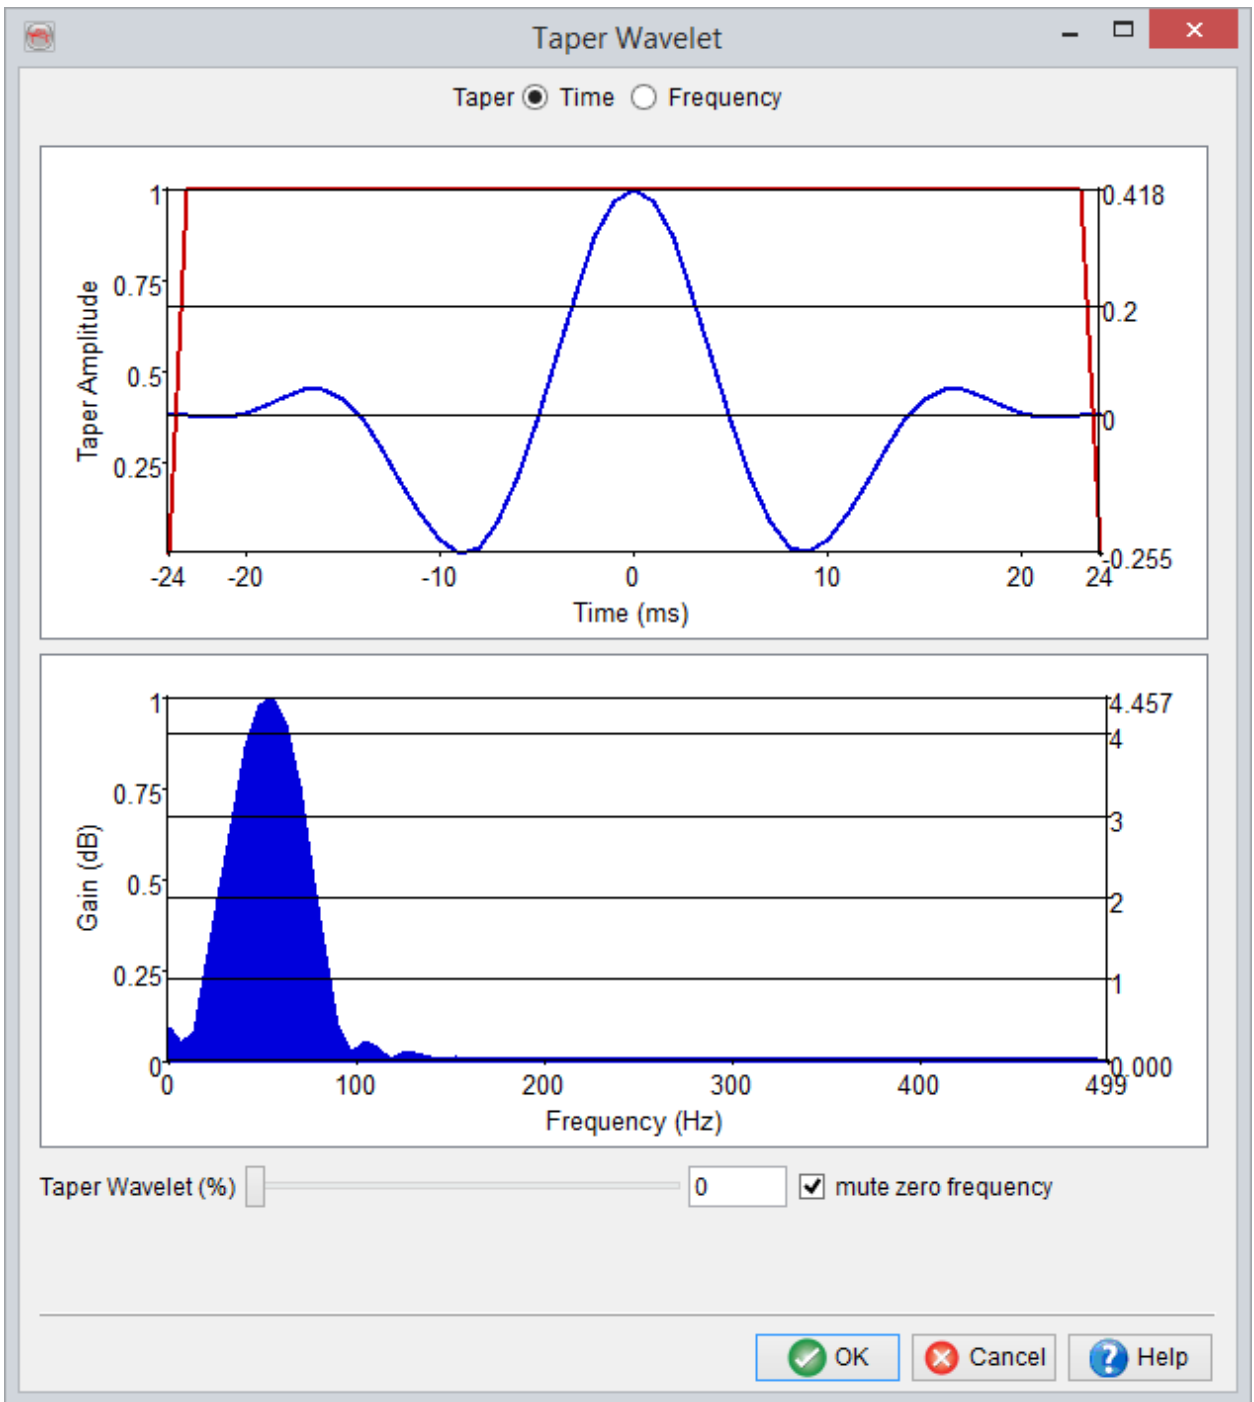 Taper Wavelet
Taper Time Frequency
1 0.418
0.75
0.2
0.5
0
0.25
-0.255
Taper Amplitude
-24 -20 -10 0 10 20 24
Time (ms)
1 4.457
4
0.75
3
0.5
2
0.25
1
0 0.000
Gain (dB)
0 100 200 300 400 499
Frequency (Hz)
Taper Wavelet (%) 0 mute zero frequency
OK Cancel Help